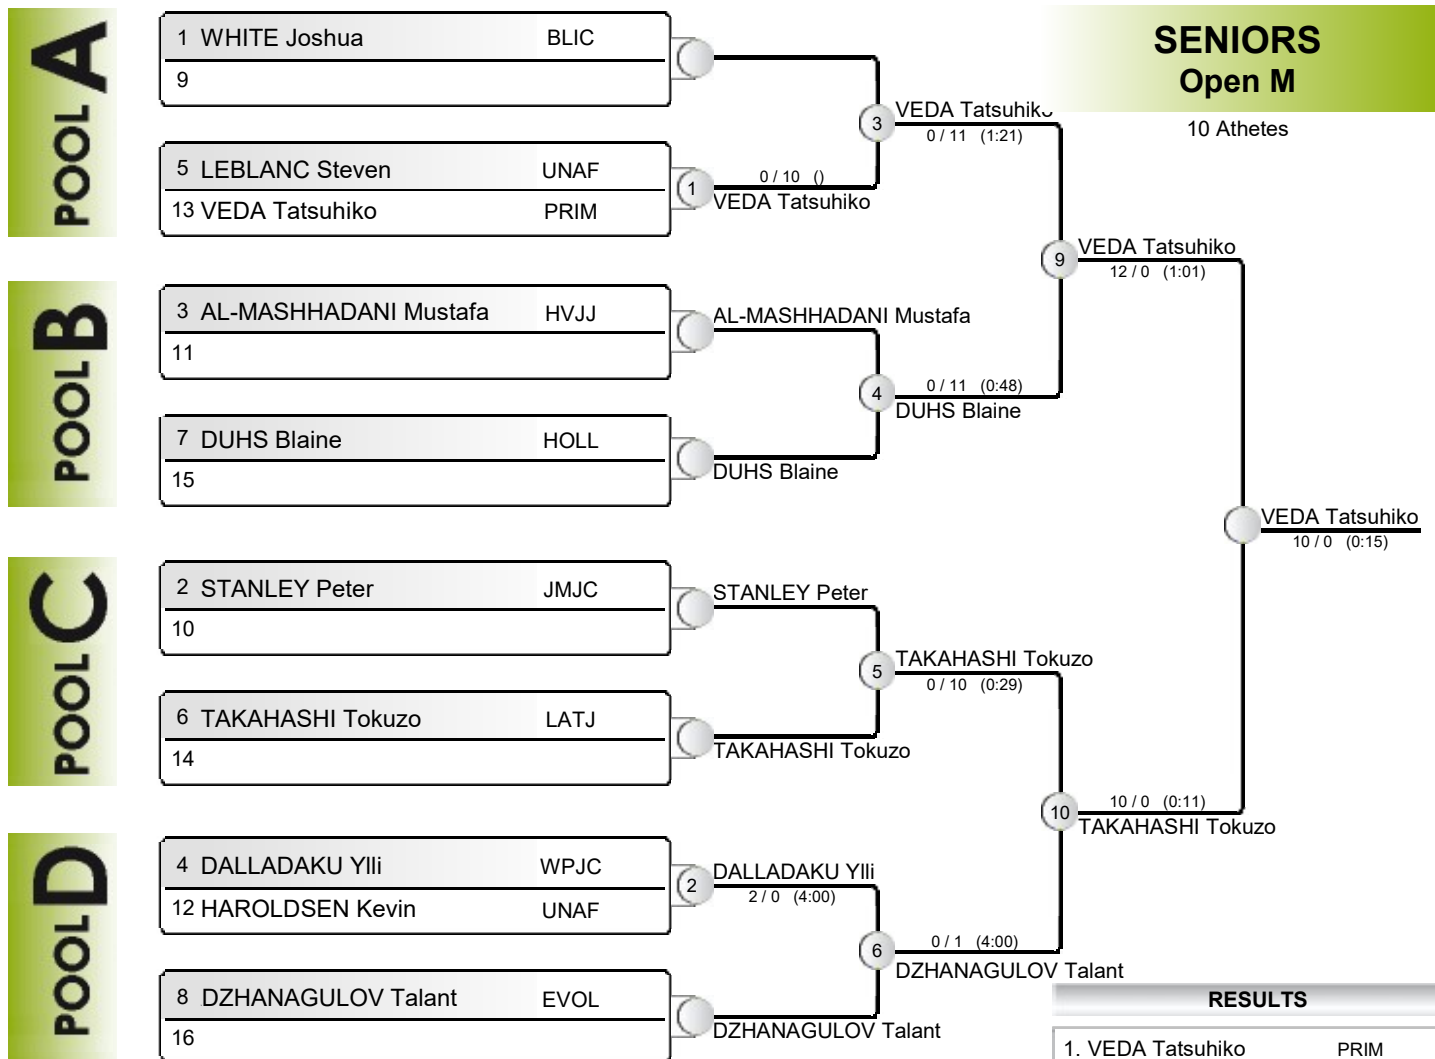 SENIORS
Open M
10 Athetes
POOL A
1 WHITE Joshua BLIC
9
5 LEBLANC Steven UNAF
13 VEDA Tatsuhiko PRIM
1
0 / 10 ()
VEDA Tatsuhiko
3
VEDA Tatsuhiko
0 / 11 (1:21)
POOL B
3 AL-MASHHADANI Mustafa HVJJ
11
7 DUHS Blaine HOLL
15
AL-MASHHADANI Mustafa
DUHS Blaine
4
0 / 11 (0:48)
DUHS Blaine
9
VEDA Tatsuhiko
12 / 0 (1:01)
VEDA Tatsuhiko
10 / 0 (0:15)
POOL C
2 STANLEY Peter JMJC
10
6 TAKAHASHI Tokuzo LATJ
14
STANLEY Peter
TAKAHASHI Tokuzo
5
TAKAHASHI Tokuzo
0 / 10 (0:29)
POOL D
4 DALLADAKU Ylli WPJC
12 HAROLDSEN Kevin UNAF
8 DZHANAGULOV Talant EVOL
16
2
DALLADAKU Ylli
2 / 0 (4:00)
DZHANAGULOV Talant
6
0 / 1 (4:00)
DZHANAGULOV Talant
10
10 / 0 (0:11)
TAKAHASHI Tokuzo
RESULTS
1. VEDA Tatsuhiko PRIM